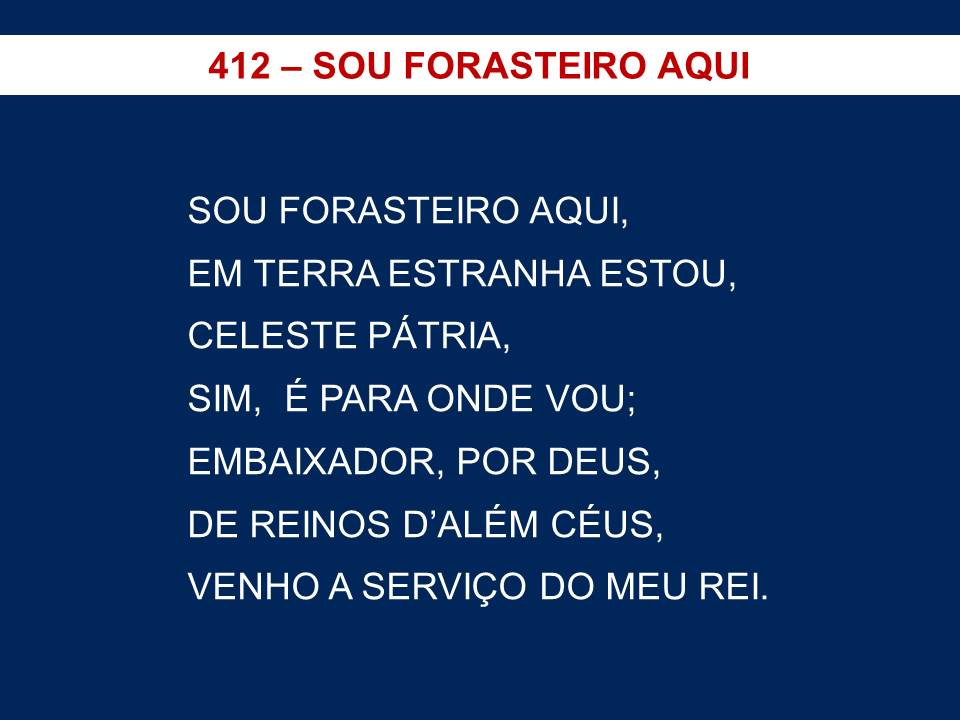 412 – SOU FORASTEIRO AQUI
SOU FORASTEIRO AQUI,
EM TERRA ESTRANHA ESTOU,
CELESTE PÁTRIA,
SIM,  É PARA ONDE VOU;
EMBAIXADOR, POR DEUS,
DE REINOS D’ALÉM CÉUS,
VENHO A SERVIÇO DO MEU REI.